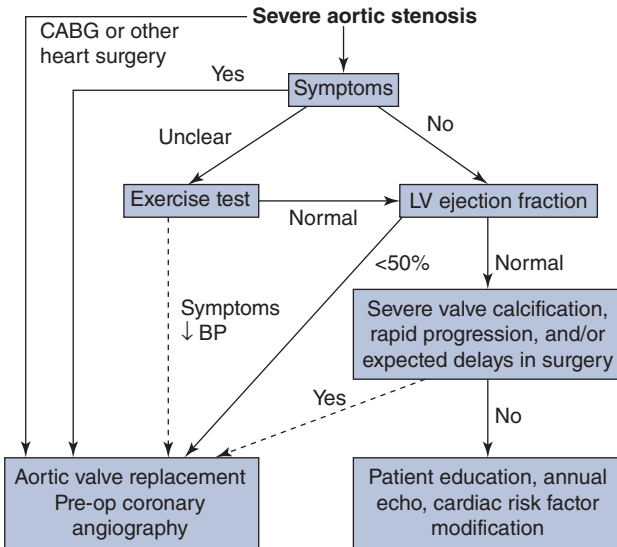 Severe aortic stenosis
CABG or other
heart surgery
Yes
Symptoms
Unclear
No
Exercise test
Normal
LV ejection fraction
<50%
Normal
Symptoms
↓ BP
Severe valve calcification,
rapid progression, and/or
expected delays in surgery
Yes
No
Aortic valve replacement
Pre-op coronary
angiography
Patient education, annual
echo, cardiac risk factor
modification